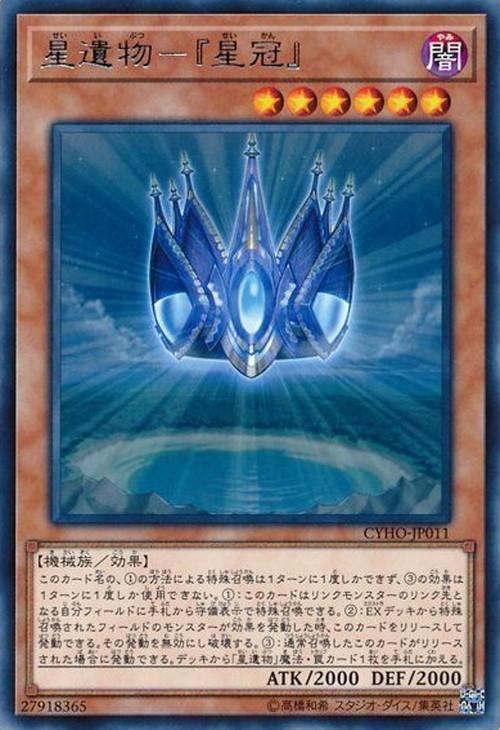 星遺物－『星冠』
闇
CYHO-JP011
【機械族／効果】
このカード名の、①の方法による特殊召喚は1ターンに1度しかできず、③の効果は
1ターンに1度しか使用できない。①：このカードはリンクモンスターのリンク先と
なる自分フィールドに手札から守備表示で特殊召喚できる。②：EXデッキから特殊
召喚されたフィールドのモンスターが効果を発動した時、このカードをリリースして
発動できる。その発動を無効にし破壊する。③：通常召喚したこのカードがリリース
された場合に発動できる。デッキから「星遺物」魔法・罠カード1枚を手札に加える。
ATK/2000 DEF/2000
27918365
©高橋和希 スタジオ・ダイス/集英社